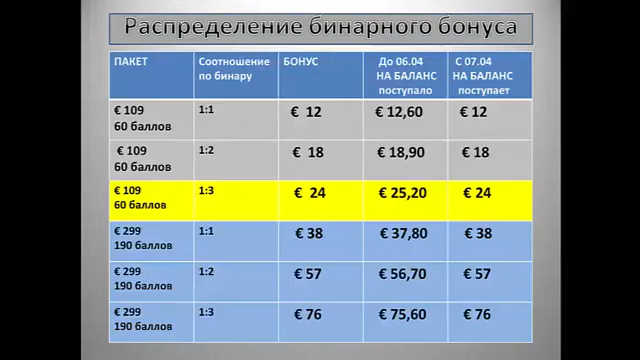 Распределение бинарного бонуса
ПАКЕТ
Соотношение
по бинару
БОНУС
До 06.04
НА БАЛАНС
поступало
С 07.04
НА БАЛАНС
поступает
€ 109
60 баллов
1:1
€ 12
€ 12,60
€ 12
€ 109
60 баллов
1:2
€ 18
€ 18,90
€ 18
€ 109
60 баллов
1:3
€ 24
€ 25,20
€ 24
€ 299
190 баллов
1:1
€ 38
€ 37,80
€ 38
€ 299
190 баллов
1:2
€ 57
€ 56,70
€ 57
€ 299
190 баллов
1:3
€ 76
€ 75,60
€ 76